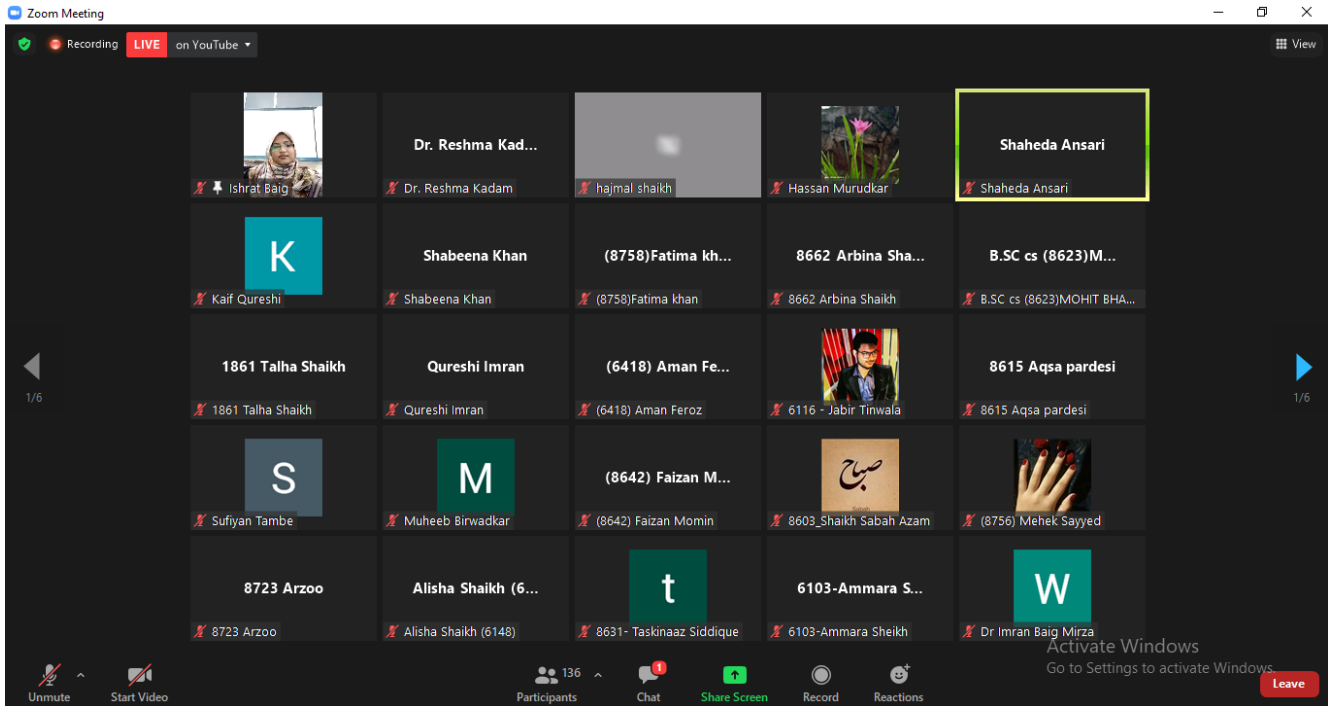 Zoom Meeting
Recording LIVE on YouTube View
Ishrat Baig
Dr. Reshma Kad...
Dr. Reshma Kadam
hajmal shaikh
Hassan Murudkar
Shaheda Ansari
Shaheda Ansari
K
Kaif Qureshi
Shabeena Khan
Shabeena Khan
(8758)Fatima kh...
(8758)Fatima khan
8662 Arbina Sha...
8662 Arbina Shaikh
B.SC cs (8623)M...
B.SC cs (8623)MOHIT BHA...
1/6
1861 Talha Shaikh
1861 Talha Shaikh
Qureshi Imran
Qureshi Imran
(6418) Aman Fe...
(6418) Aman Feroz
6116 - Jabir Tinwala
8615 Aqsa pardesi
8615 Aqsa pardesi
1/6
S
Sufiyan Tambe
M
Muheeb Birwadkar
(8642) Faizan M...
(8642) Faizan Momin
صباح
Sabah
8603_Shaikh Sabah Azam
(8756) Mehek Sayyed
8723 Arzoo
8723 Arzoo
Alisha Shaikh (6...
Alisha Shaikh (6148)
t
8631- Taskinaaz Siddique
6103-Ammara S...
6103-Ammara Sheikh
W
Dr Imran Baig Mirza
Activate Windows
Go to Settings to activate Windows.
Unmute
Start Video
136
Participants
1
Chat
Share Screen
Record
Reactions
Leave